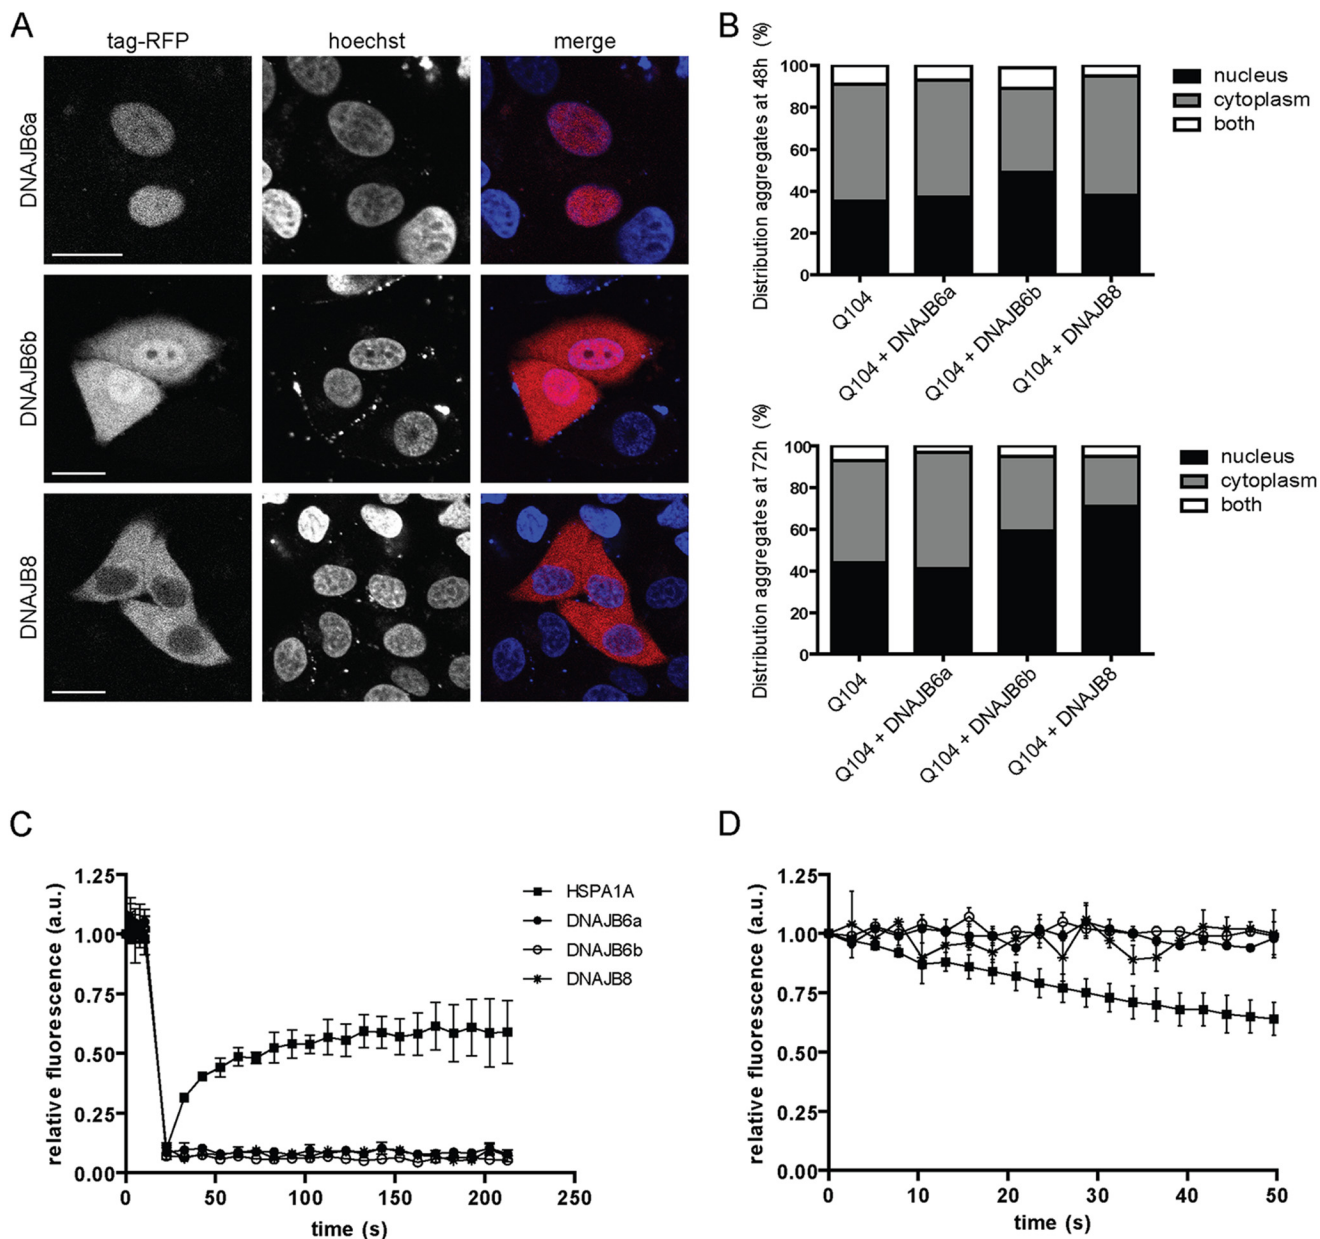 A
tag-RFP
hoechst
merge
DNAJB6a
DNAJB6b
DNAJB8
B
Distribution aggregates at 48h (%)
100
80
60
40
20
0
Q104
Q104 + DNAJB6a
Q104 + DNAJB6b
Q104 + DNAJB8
nucleus
cytoplasm
both
Distribution aggregates at 72h (%)
100
80
60
40
20
0
Q104
Q104 + DNAJB6a
Q104 + DNAJB6b
Q104 + DNAJB8
nucleus
cytoplasm
both
C
relative fluorescence (a.u.)
1.25
1.00
0.75
0.50
0.25
0.00
0
50
100
150
200
250
time (s)
HSPA1A
DNAJB6a
DNAJB6b
DNAJB8
D
relative fluorescence (a.u.)
1.25
1.00
0.75
0.50
0.25
0.00
0
10
20
30
40
50
time (s)